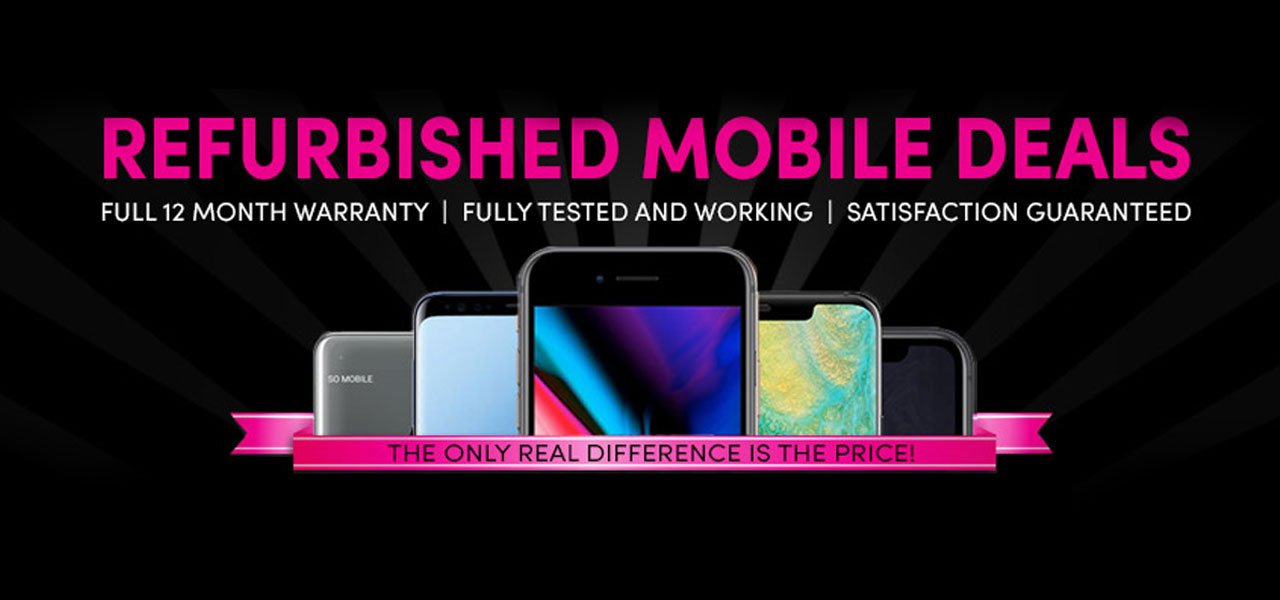 REFURBISHED MOBILE DEALS
FULL 12 MONTH WARRANTY | FULLY TESTED AND WORKING | SATISFACTION GUARANTEED
SO MOBILE
THE ONLY REAL DIFFERENCE IS THE PRICE!